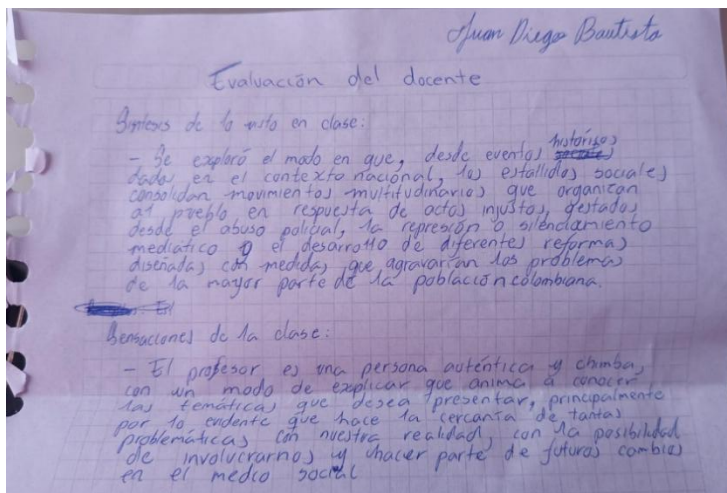 Juan Diego Bautista
Evaluación del docente
Síntesis de lo visto en clase:
históricos
- Se exploró el modo en que, desde eventos sociales
dados en el contexto nacional, los estallidos sociales
consolidan movimientos multitudinarios que organizan
al pueblo en respuesta de actos injustos, gestados
desde el abuso policial, la represión o silenciamiento
mediático y el desarrollo de diferentes reformas
diseñadas con medidas que agravarían los problemas
de la mayor parte de la población colombiana.
Sensaciones de la clase:
- El profesor es una persona auténtica y chimba,
con un modo de explicar que anima a conocer
las temáticas que desea presentar, principalmente
por lo evidente que hace la cercanía de tantas
problemáticas con nuestra realidad, con la posibilidad
de involucrarnos y hacer parte de futuros cambios
en el medio social